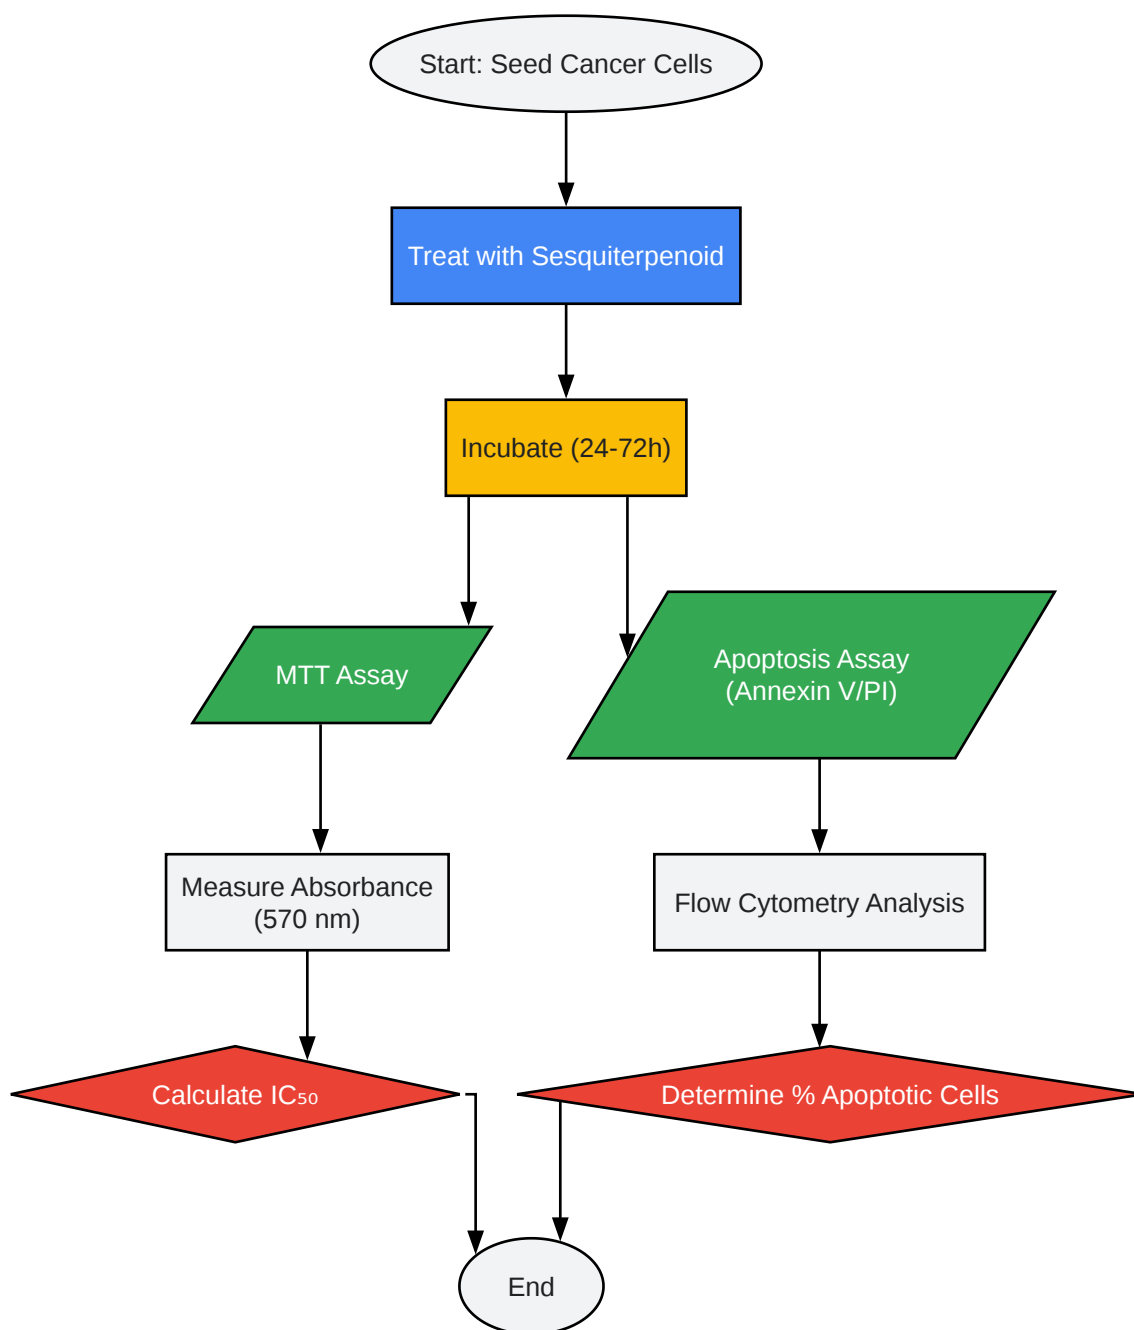 Start: Seed Cancer Cells
Treat with Sesquiterpenoid
Incubate (24-72h)
MTT Assay
Apoptosis Assay
(Annexin V/PI)
Measure Absorbance
(570 nm)
Flow Cytometry Analysis
Calculate IC₅₀
Determine % Apoptotic Cells
End